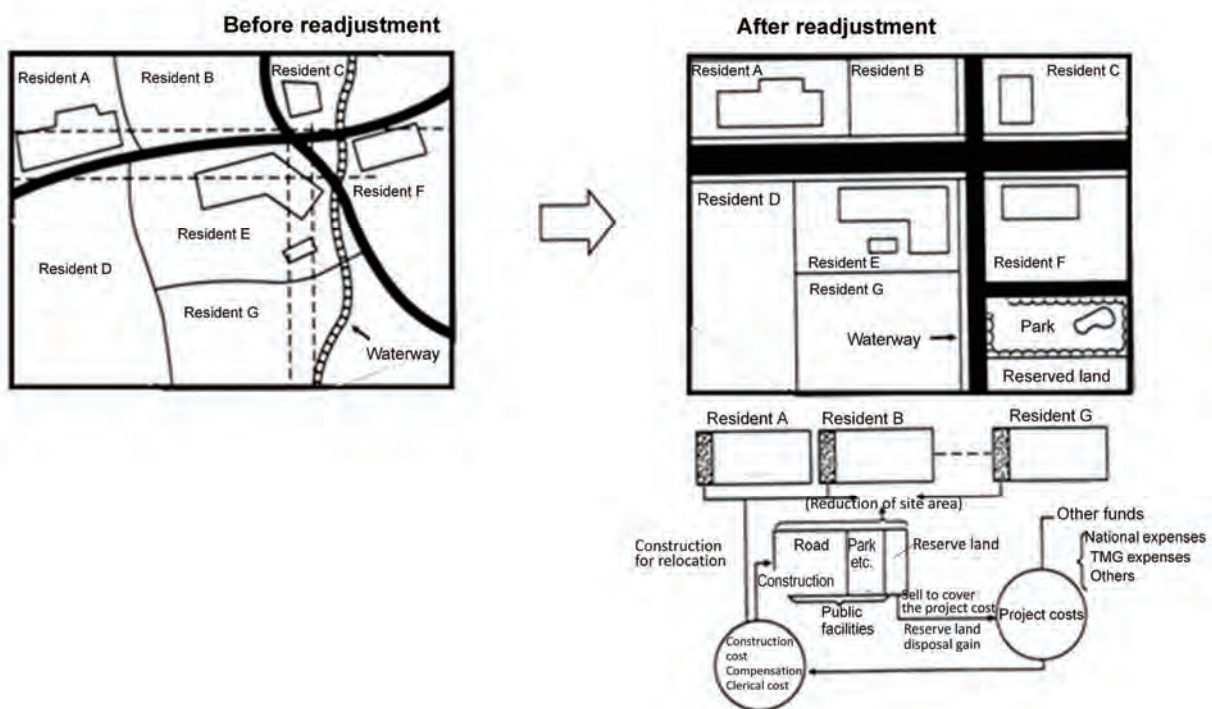 Before readjustment
Resident A
Resident B
Resident C
Resident F
Resident E
Resident D
Resident G
Waterway
After readjustment
Resident A
Resident B
Resident C
Resident D
Resident E
Resident F
Resident G
Park
Waterway
Reserved land
Resident A
Resident B
Resident G
(Reduction of site area)
Construction
for relocation
Road
Park
etc.
Reserve land
Construction
Public
facilities
Sell to cover
the project cost
Reserve land
disposal gain
Other funds
National expenses
TMG expenses
Others
Project costs
Construction
cost
Compensation
Clerical cost